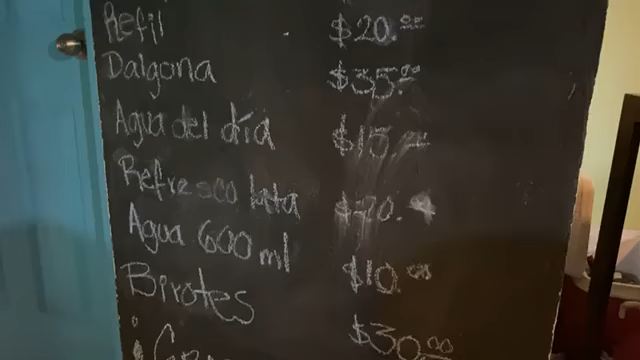 Refil $20.00
Dalgona $35.00
Agua del día $15.00
Refresco lata $20.
Agua 600 ml $10.00
Birotes $30.00